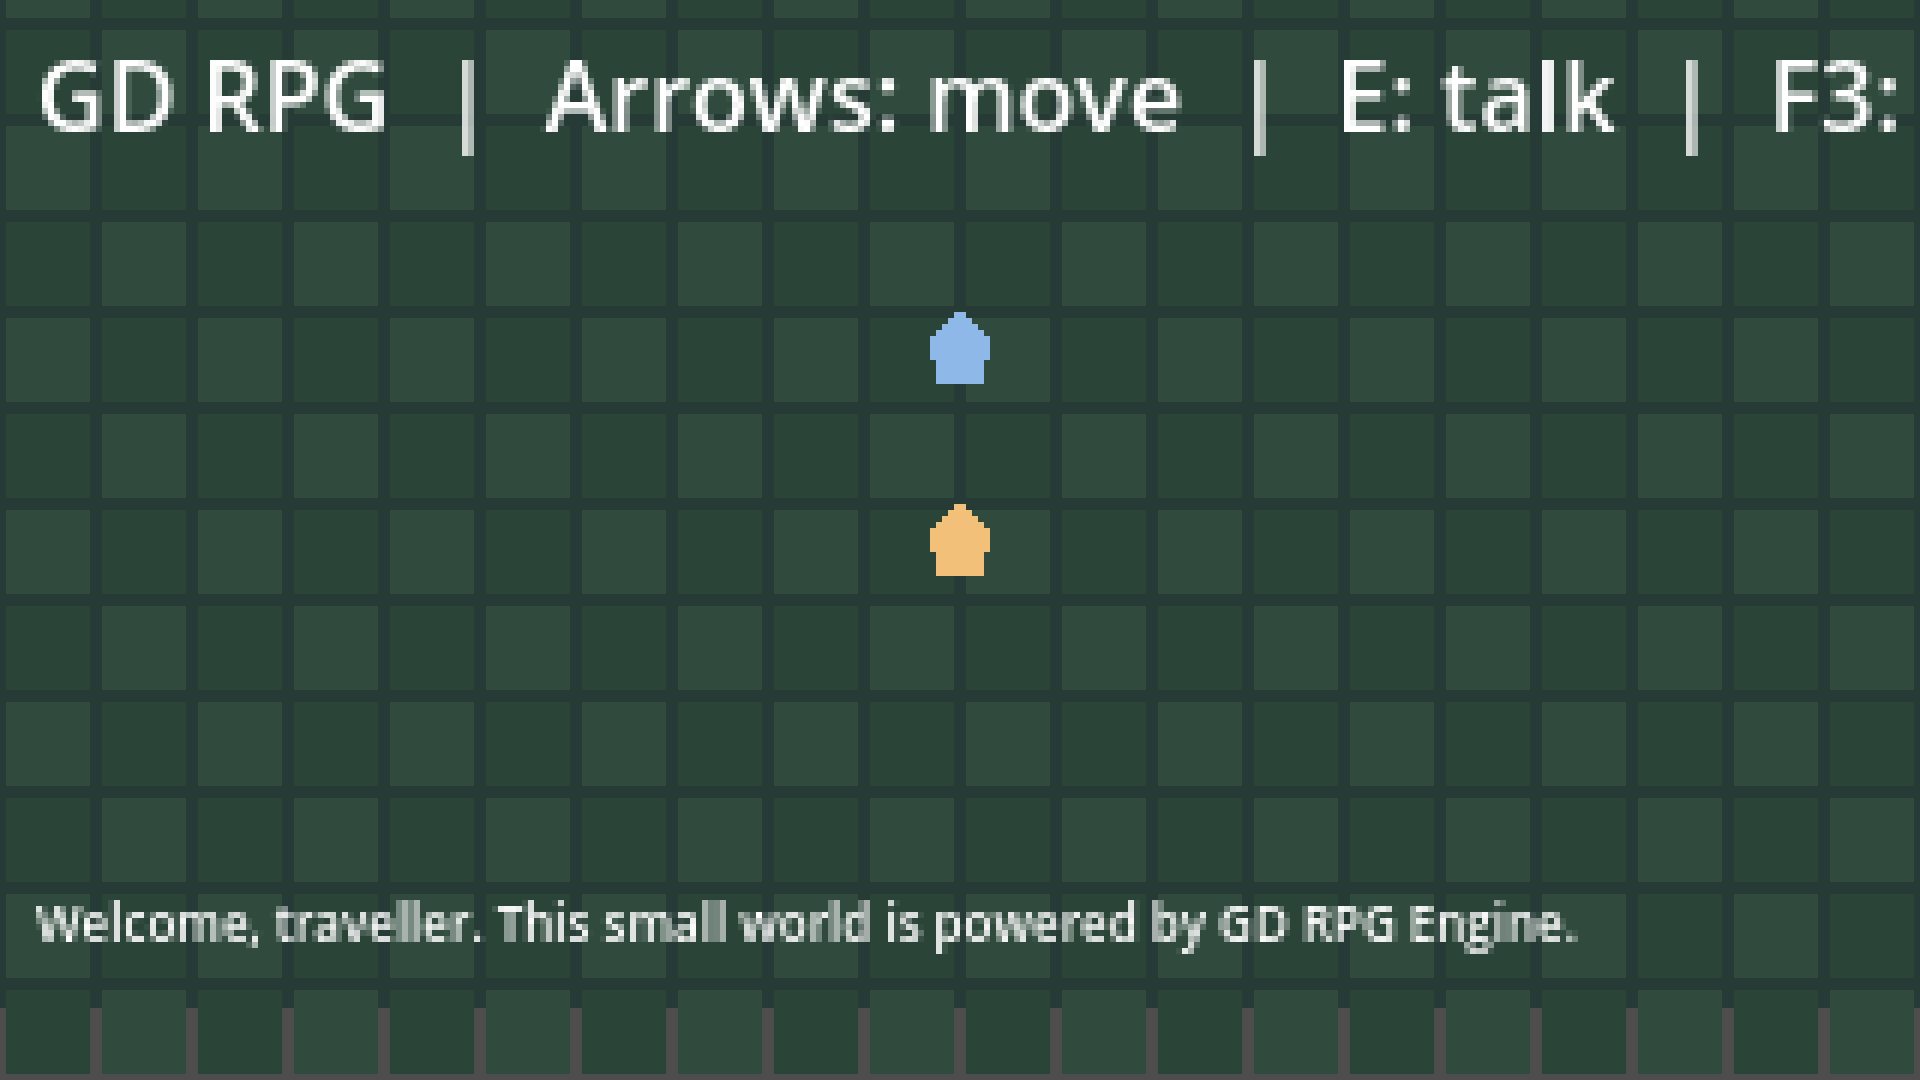 GD RPG | Arrows: move | E: talk | F3:
Welcome, traveller. This small world is powered by GD RPG Engine.